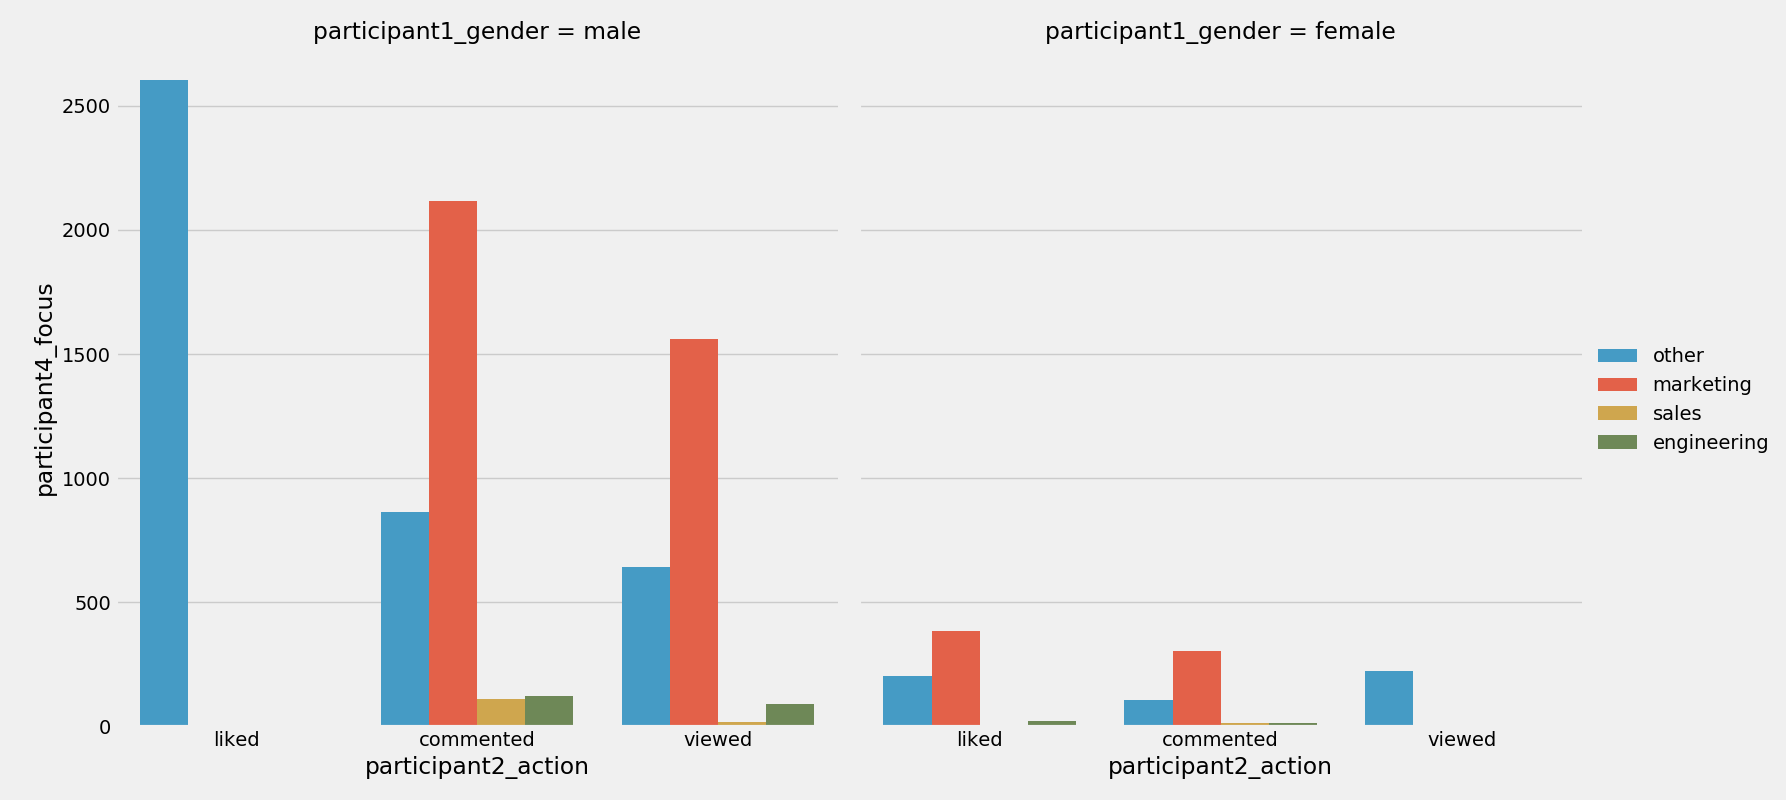 participant1_gender = male
participant1_gender = female
participant4_focus
2500
2000
1500
1000
500
0
liked
commented
viewed
participant2_action
liked
commented
viewed
participant2_action
other
marketing
sales
engineering